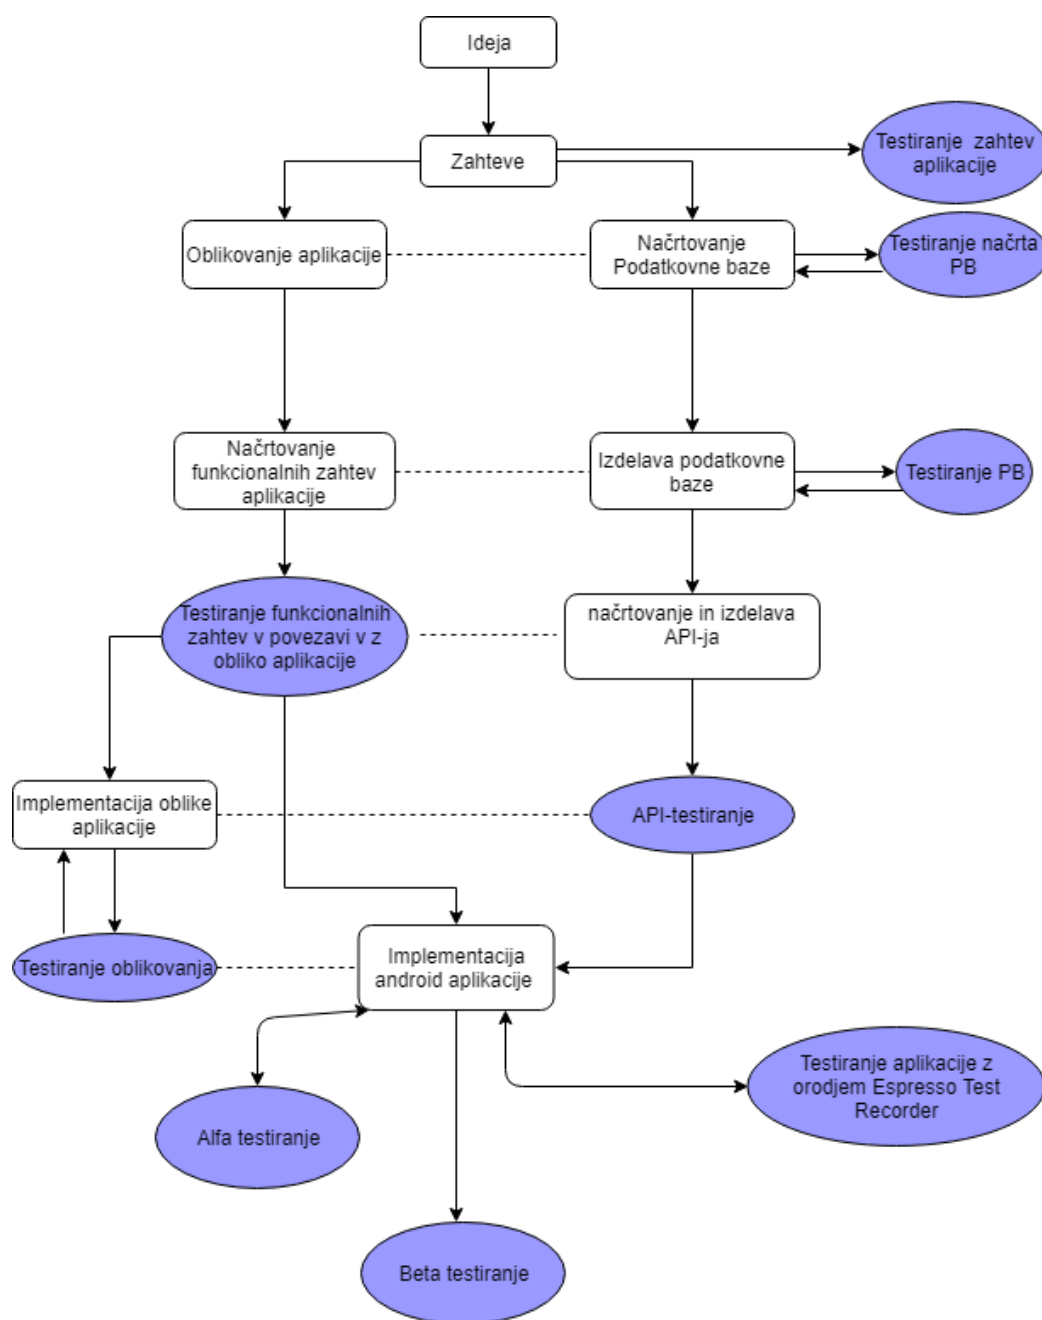 Ideja
Zahteve
Testiranje zahtev
aplikacije
Oblikovanje aplikacije
Načrtovanje
Podatkovne baze
Testiranje načrta
PB
Načrtovanje
funkcionalnih zahtev
aplikacije
Izdelava podatkovne
baze
Testiranje PB
Testiranje funkcionalnih
zahtev v povezavi v z
obliko aplikacije
načrtovanje in izdelava
API-ja
Implementacija oblike
aplikacije
API-testiranje
Testiranje oblikovanja
Implementacija
android aplikacije
Testiranje aplikacije z
orodjem Espresso Test
Recorder
Alfa testiranje
Beta testiranje